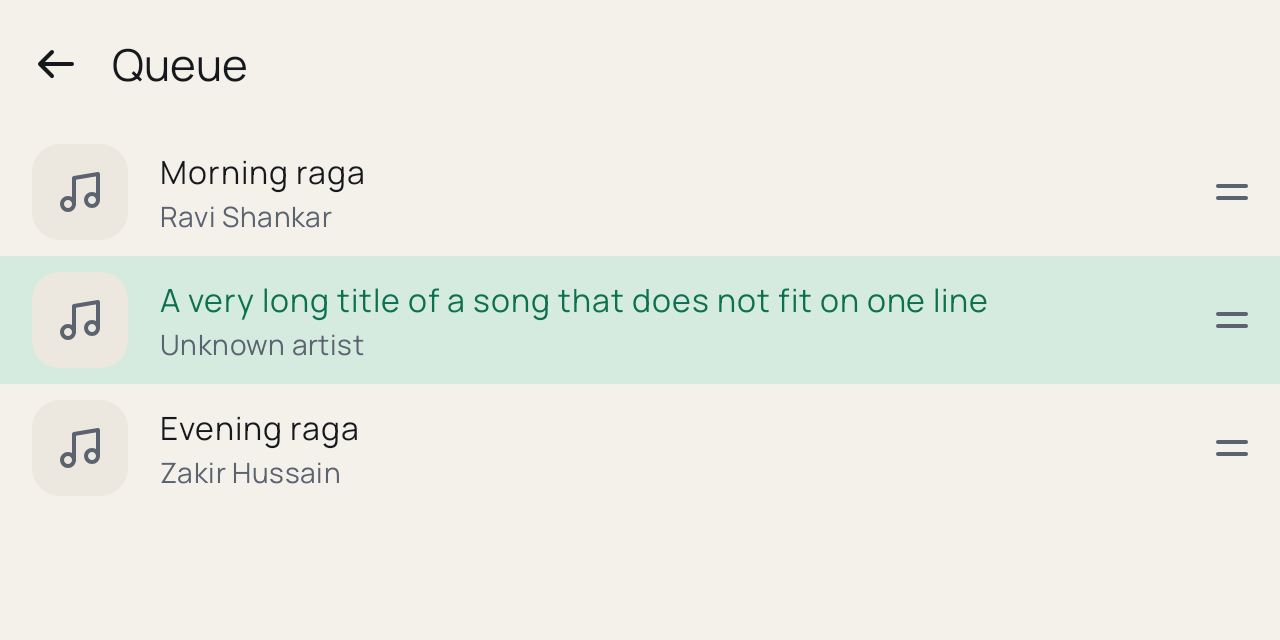 Queue
Morning raga
Ravi Shankar
A very long title of a song that does not fit on one line
Unknown artist
Evening raga
Zakir Hussain